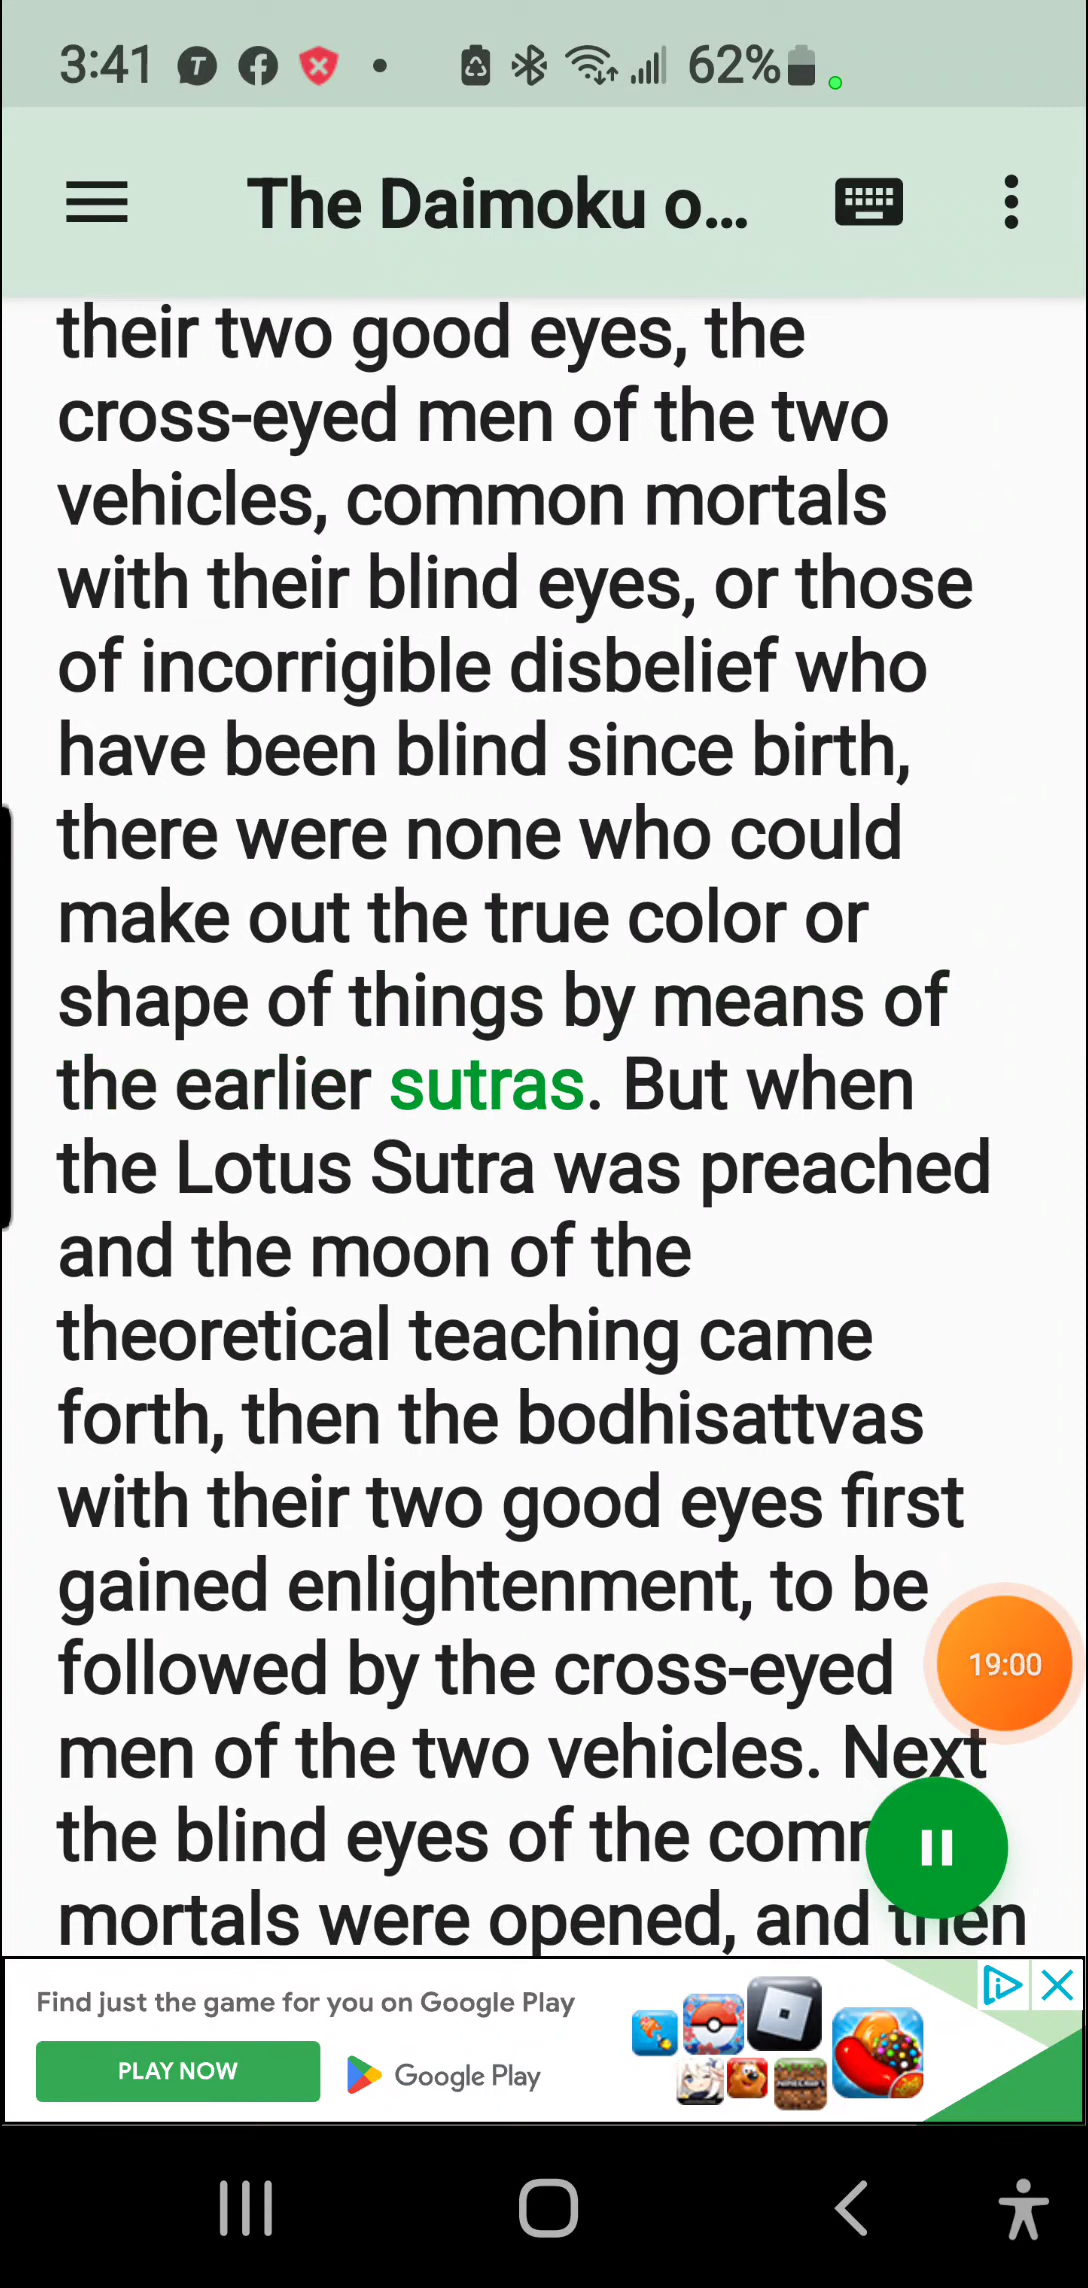 3:41
62%
The Daimoku o...
their two good eyes, the
cross-eyed men of the two
vehicles, common mortals
with their blind eyes, or those
of incorrigible disbelief who
have been blind since birth,
there were none who could
make out the true color or
shape of things by means of
the earlier sutras. But when
the Lotus Sutra was preached
and the moon of the
theoretical teaching came
forth, then the bodhisattvas
with their two good eyes first
gained enlightenment, to be
followed by the cross-eyed
19:00
men of the two vehicles. Next
the blind eyes of the com
mortals were opened, and then
Find just the game for you on Google Play
PLAY NOW
Google Play